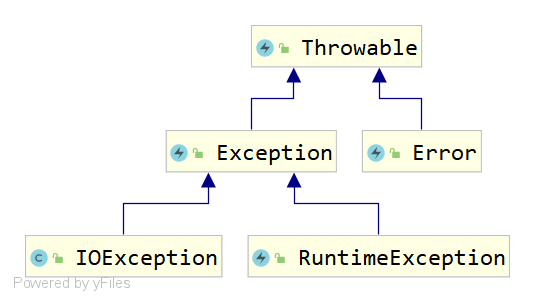 Throwable
Exception
Error
C IOException
RuntimeException
Powered by yFiles